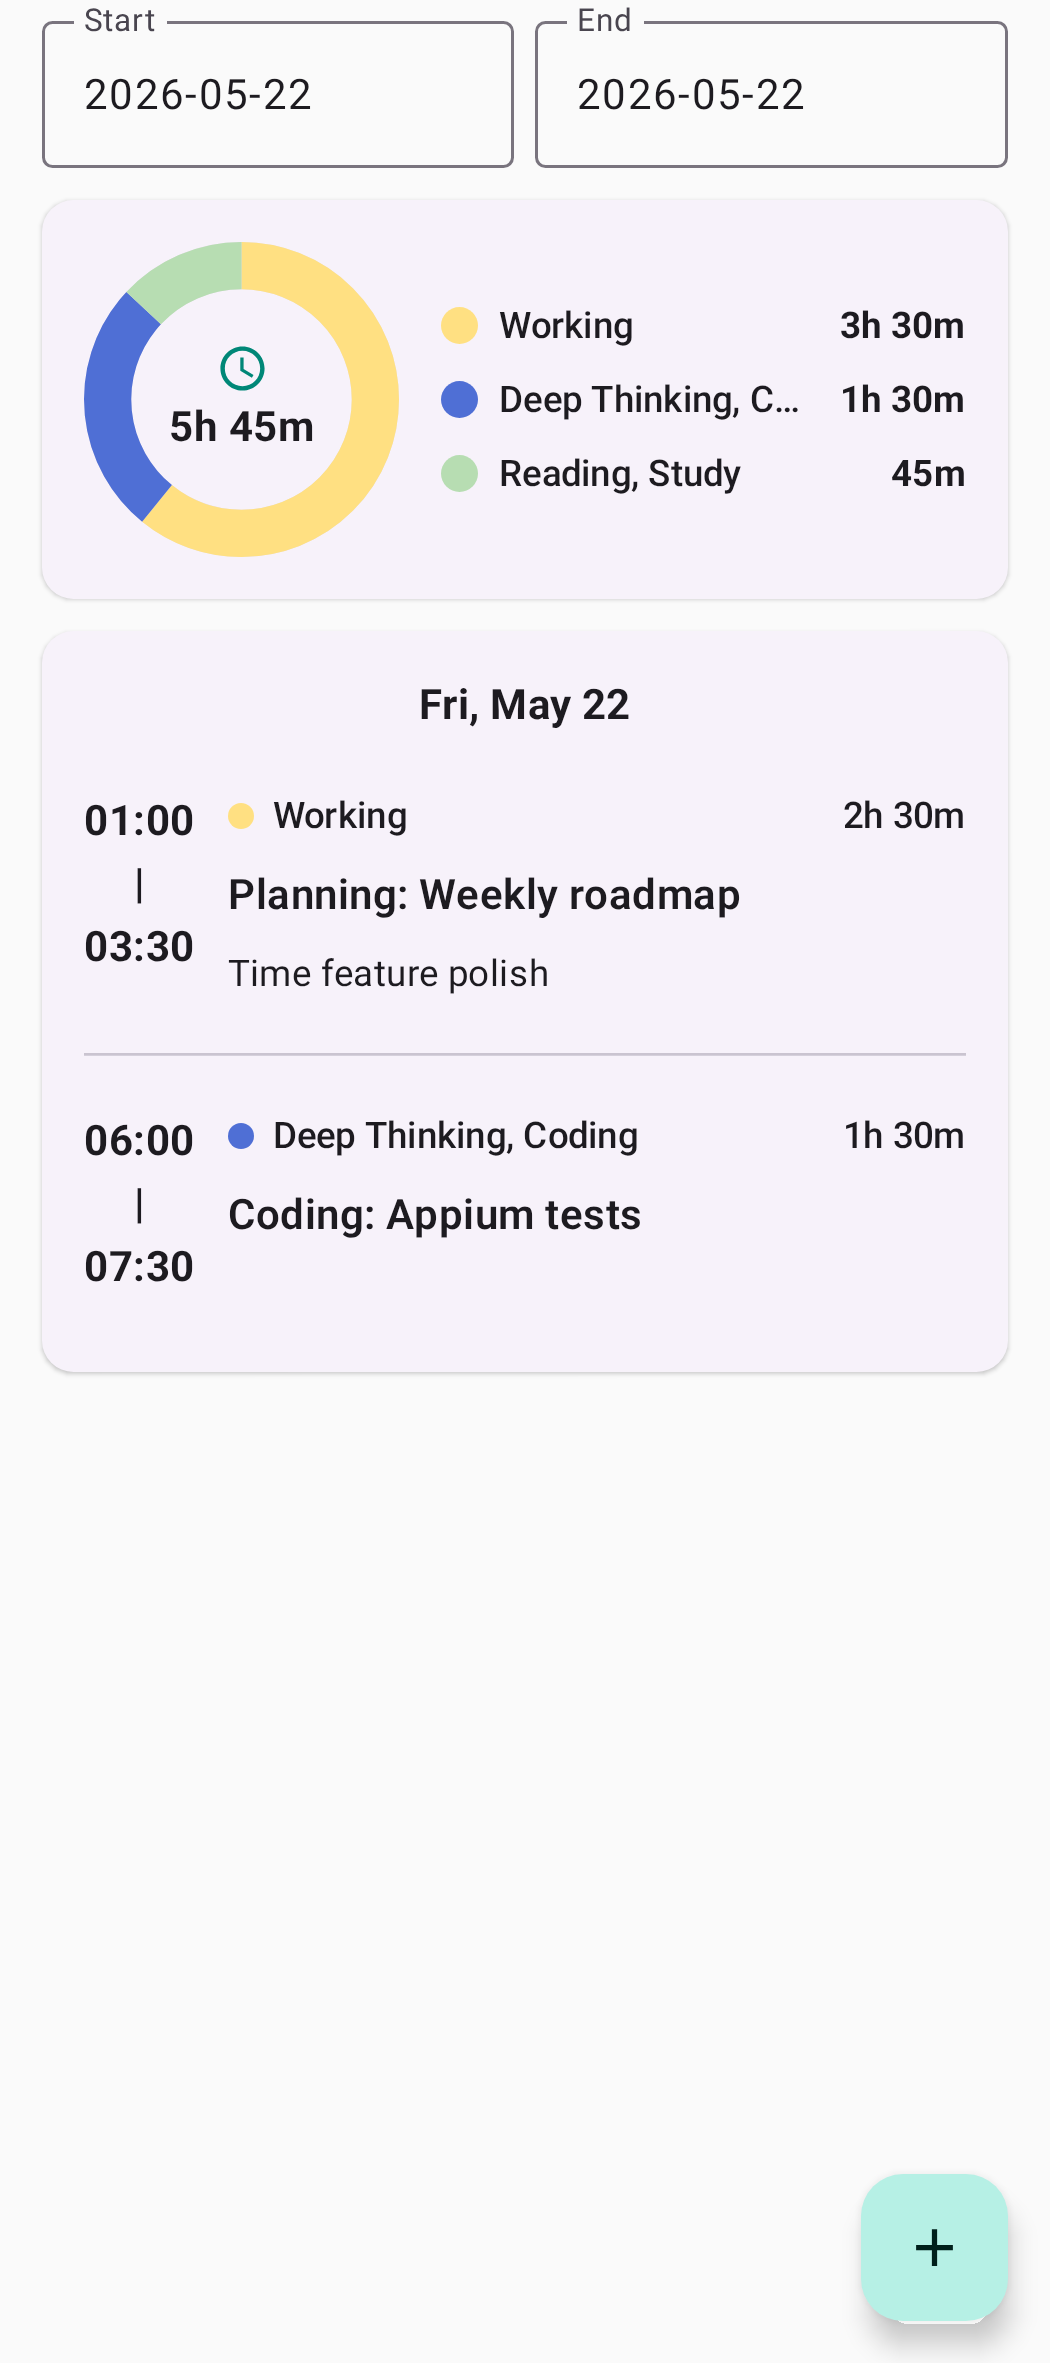 Start
End
2026-05-22
2026-05-22
5h 45m
Working 3h 30m
Deep Thinking, C... 1h 30m
Reading, Study 45m
Fri, May 22
01:00
|
03:30
Working 2h 30m
Planning: Weekly roadmap
Time feature polish
06:00
|
07:30
Deep Thinking, Coding 1h 30m
Coding: Appium tests
+